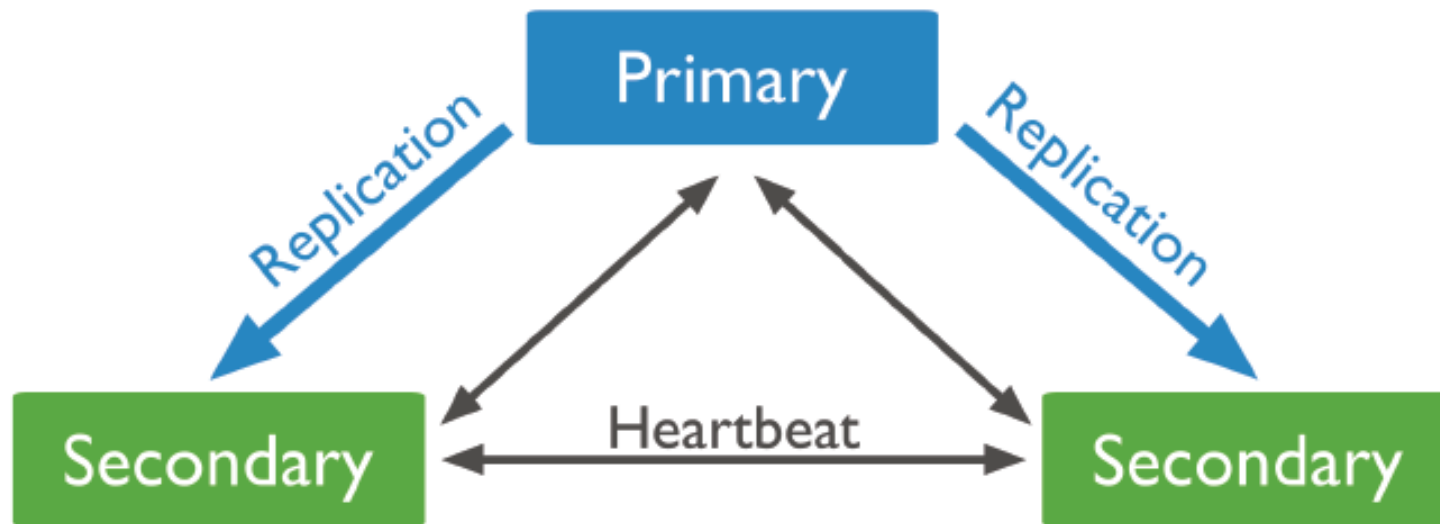 Primary
Replication
Replication
Heartbeat
Secondary
Secondary